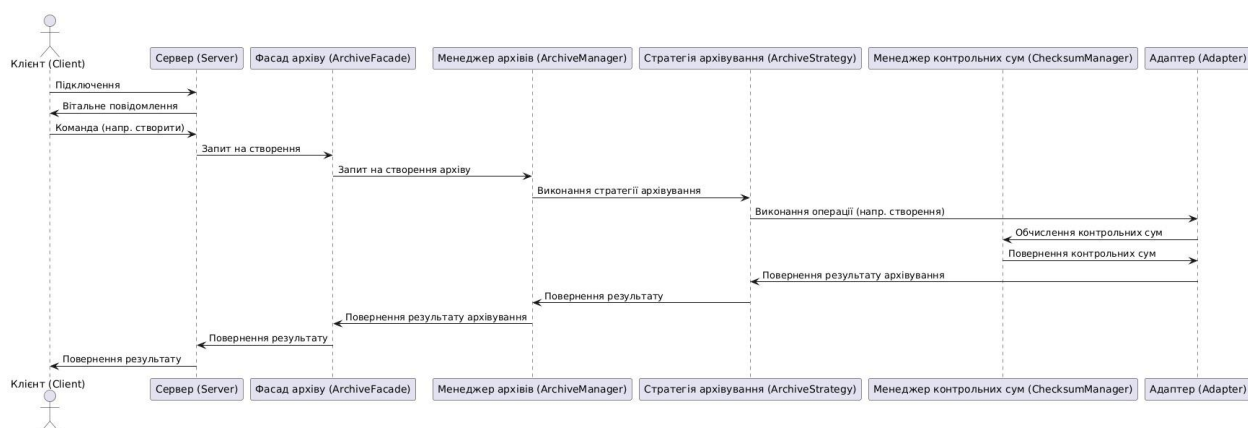 Клієнт (Client)
Сервер (Server)
Фасад архіву (ArchiveFacade)
Менеджер архівів (ArchiveManager)
Стратегія архівування (ArchiveStrategy)
Менеджер контрольних сум (ChecksumManager)
Адаптер (Adapter)
Підключення
Вітальне повідомлення
Команда (напр. створити)
Запит на створення
Запит на створення архіву
Виконання стратегії архівування
Виконання операції (напр. створення)
Обчислення контрольних сум
Повернення контрольних сум
Повернення результату архівування
Повернення результату
Повернення результату архівування
Повернення результату
Повернення результату
Клієнт (Client)
Сервер (Server)
Фасад архіву (ArchiveFacade)
Менеджер архівів (ArchiveManager)
Стратегія архівування (ArchiveStrategy)
Менеджер контрольних сум (ChecksumManager)
Адаптер (Adapter)